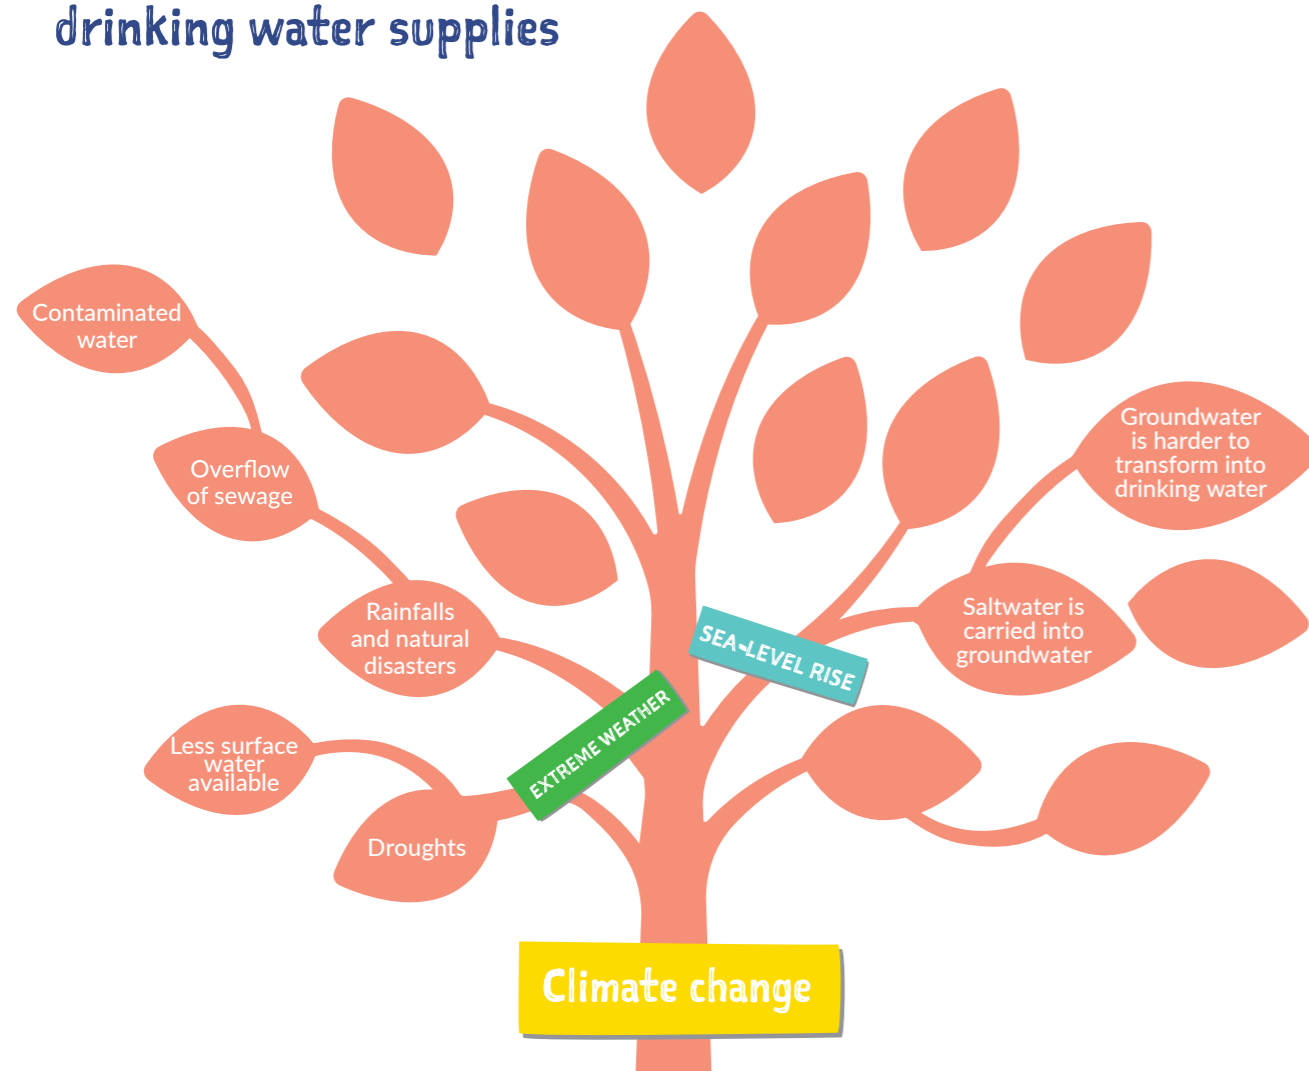 drinking water supplies
Contaminated
water
Overflow
of sewage
Rainfalls
and natural
disasters
Less surface
water
available
Droughts
EXTREME WEATHER
SEA-LEVEL RISE
Groundwater
is harder to
transform into
drinking water
Saltwater is
carried into
groundwater
Climate change